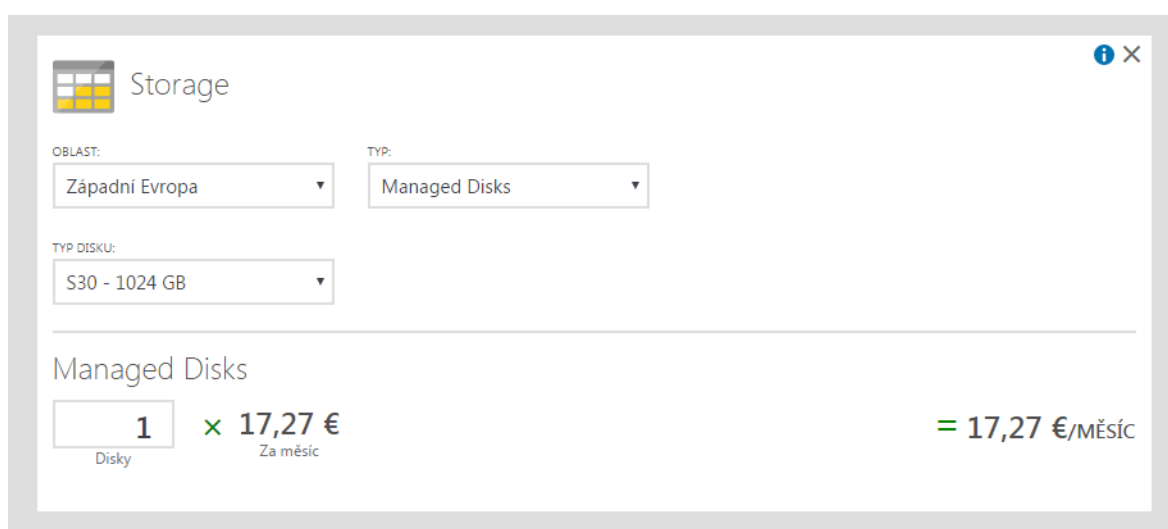 Storage
OBLAST: TYP:
Západní Evropa Managed Disks
TYP DISKU:
S30 - 1024 GB
Managed Disks
1 × 17,27 € = 17,27 €/MĚSÍC
Disky Za měsíc